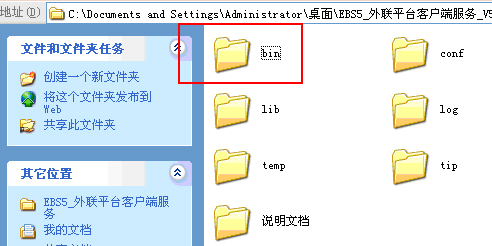 地址(D) C:\Documents and Settings\Administrator\桌面\EBS5_外联平台客户端服务_V5
文件和文件夹任务
创建一个新文件夹
将这个文件夹发布到
Web
共享此文件夹
其它位置
EBS5_外联平台客户端服
务
我的文档
bin
conf
lib
log
temp
tip
说明文档